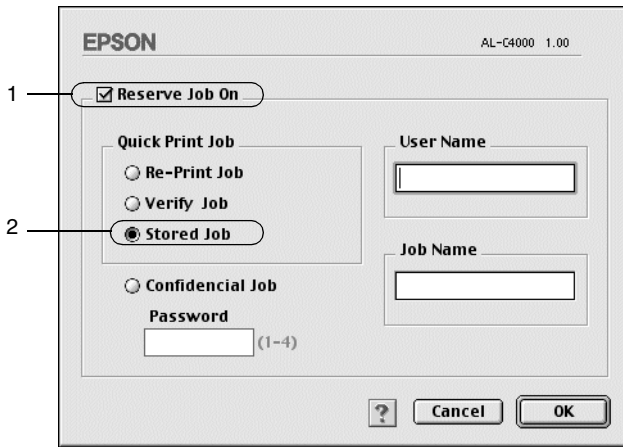 EPSON
AL-C4000 1.00
1
Reserve Job On
Quick Print Job
Re-Print Job
Verify Job
2
Stored Job
Confidencial Job
Password
(1-4)
User Name
Job Name
?
Cancel
OK